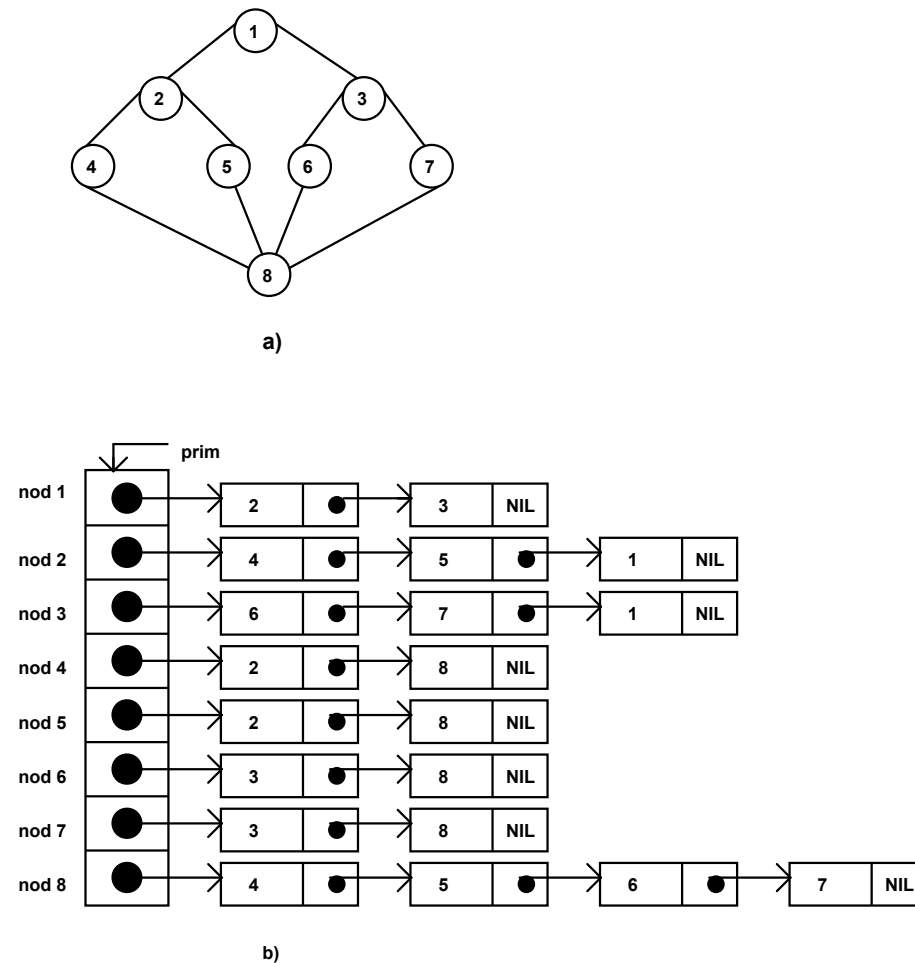 1
2 3
4 5 6 7
8
a)
prim
nod 1 2 3 NIL
nod 2 4 5 1 NIL
nod 3 6 7 1 NIL
nod 4 2 8 NIL
nod 5 2 8 NIL
nod 6 3 8 NIL
nod 7 3 8 NIL
nod 8 4 5 6 7 NIL
b)